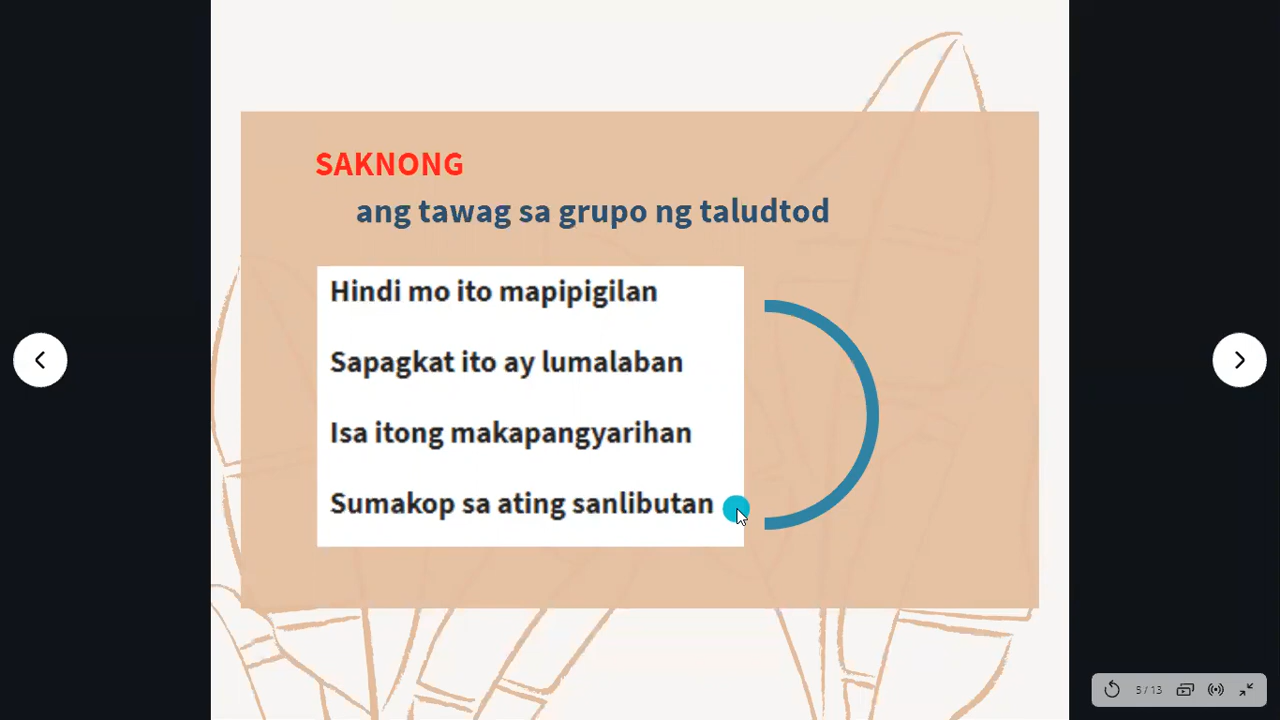 SAKNONG
ang tawag sa grupo ng taludtod
Hindi mo ito mapipigilan
Sapagkat ito ay lumalaban
Isa itong makapangyarihan
Sumakop sa ating sanlibutan
5 / 13